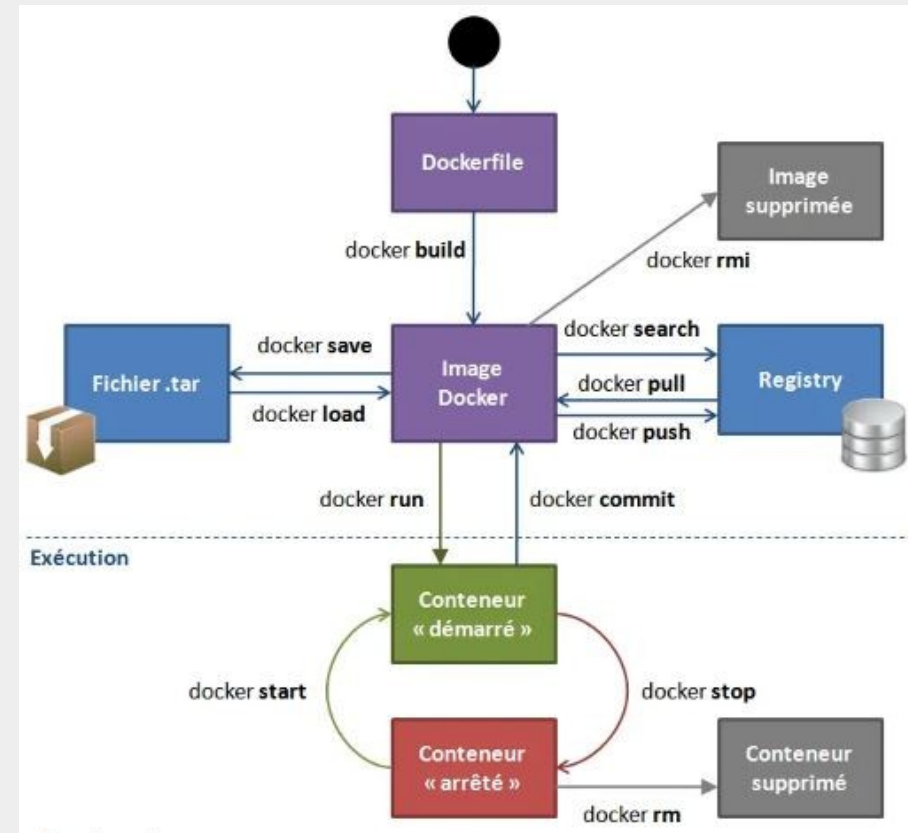 Dockerfile
Image
supprimée
docker build
docker rmi
Fichier .tar
docker save
docker load
Image
Docker
docker search
docker pull
docker push
Registry
docker run
docker commit
Exécution
Conteneur
« démarré »
docker start
docker stop
Conteneur
« arrêté »
docker rm
Conteneur
supprimé